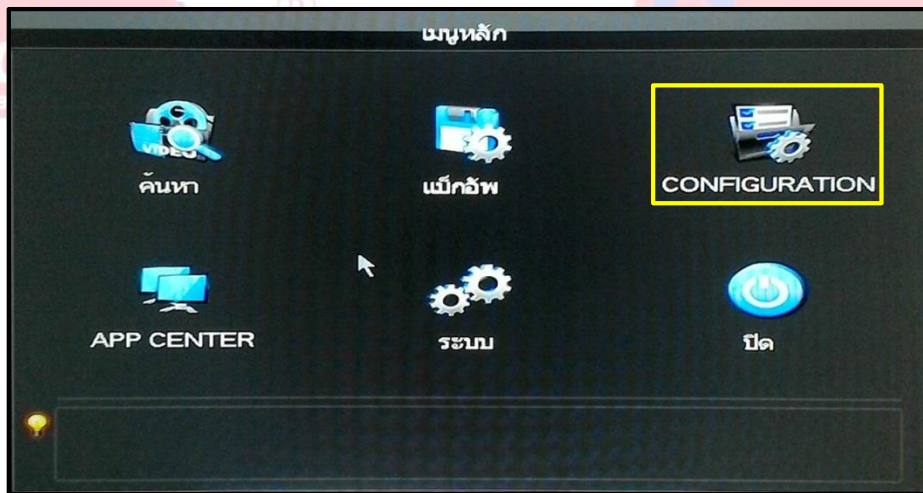 เมนูหลัก
VIDEO
ค้นหา
แบ็กอัพ
CONFIGURATION
APP CENTER
ระบบ
ปิด